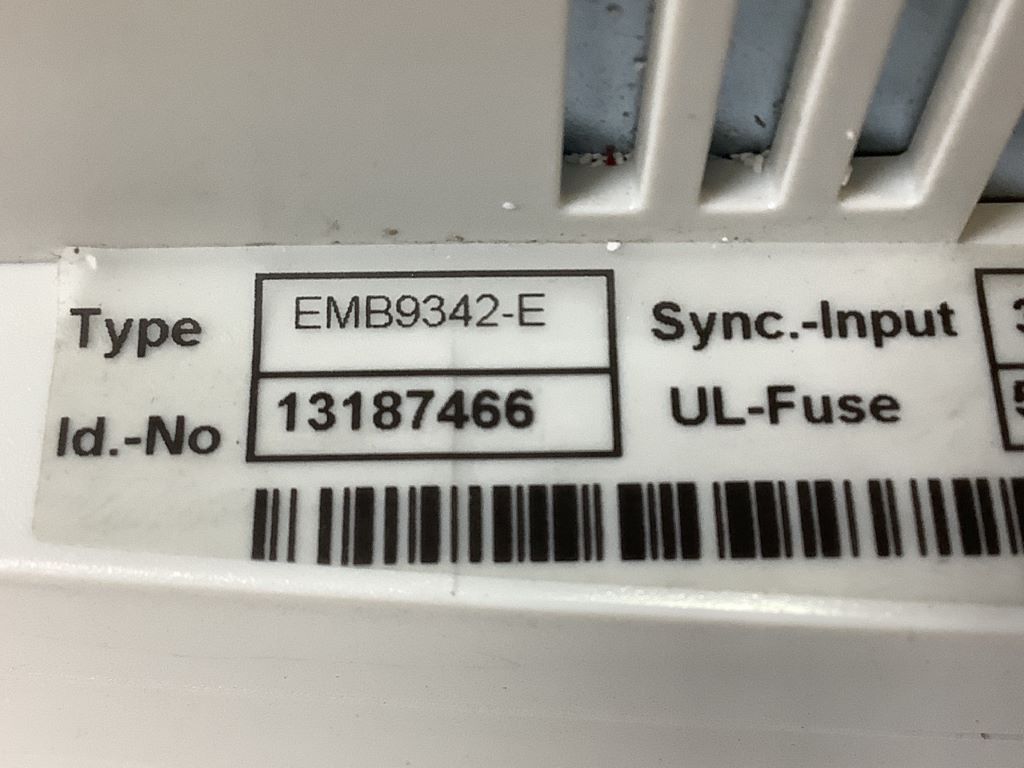 Type EMB9342-E Sync.-Input
Id.-No 13187466 UL-Fuse